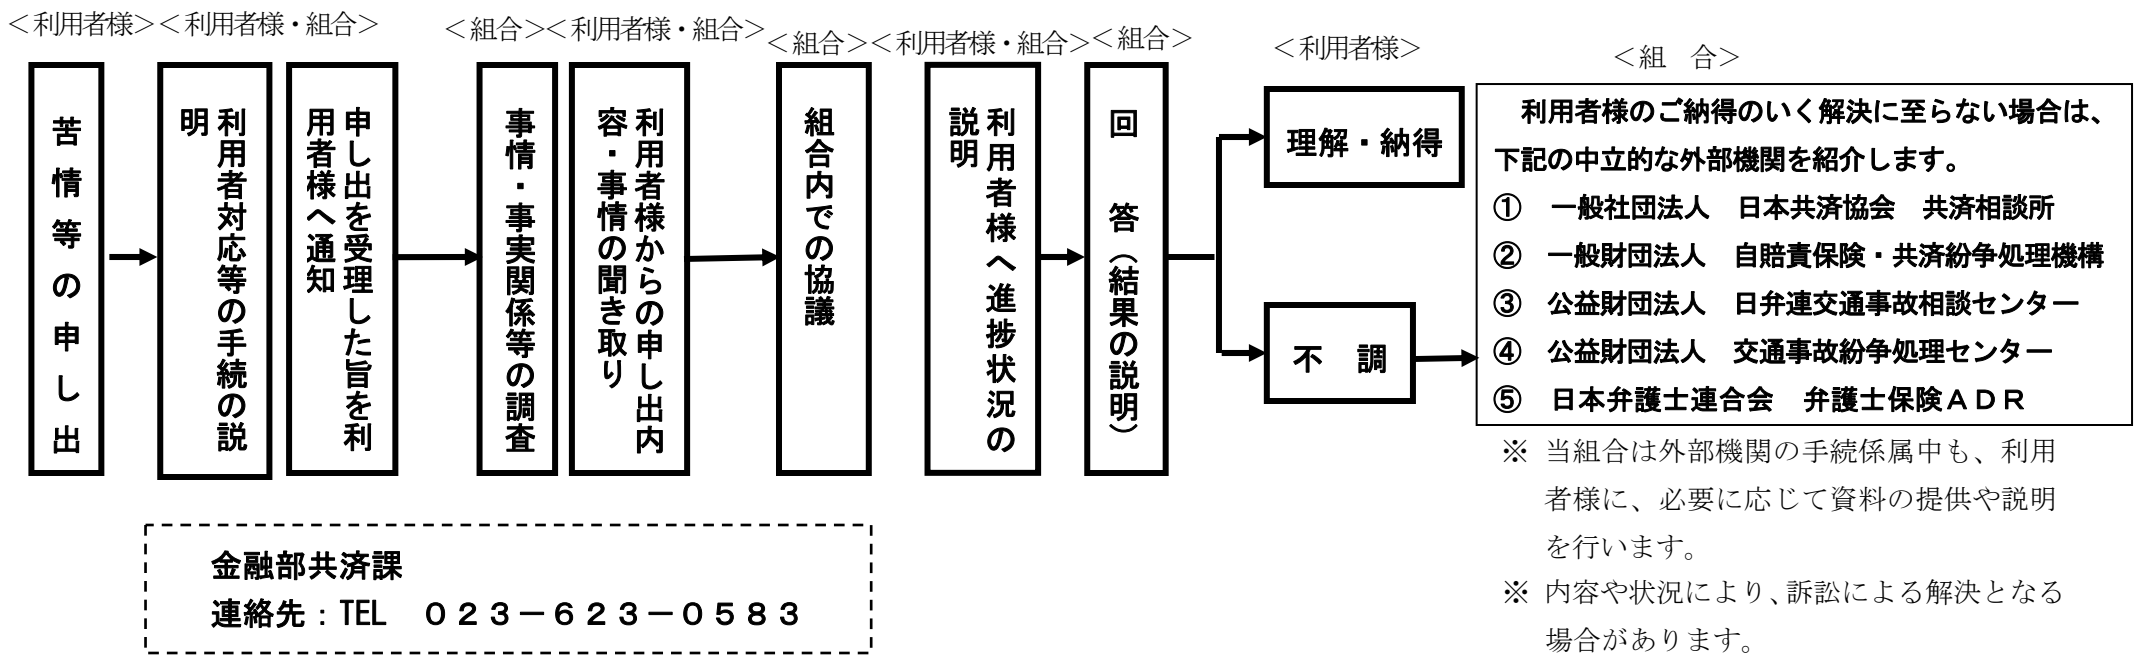 ＜利用者様＞
＜利用者様・組合＞
＜組合＞
＜利用者様・組合＞
＜組合＞
＜利用者様・組合＞
＜組合＞
＜利用者様＞
＜組　合＞
苦情等の申し出
利用者対応等の手続の説
明
申し出を受理した旨を利
用者様へ通知
事情・事実関係等の調査
利用者様からの申し出内
容・事情の聞き取り
組合内での協議
利用者様へ進捗状況の
説明
回　答（結果の説明）
理解・納得
不　調
利用者様のご納得のいく解決に至らない場合は、
下記の中立的な外部機関を紹介します。
①　一般社団法人　日本共済協会　共済相談所
②　一般財団法人　自賠責保険・共済紛争処理機構
③　公益財団法人　日弁連交通事故相談センター
④　公益財団法人　交通事故紛争処理センター
⑤　日本弁護士連合会　弁護士保険ＡＤＲ
※ 当組合は外部機関の手続係属中も、利用
者様に、必要に応じて資料の提供や説明
を行います。
※ 内容や状況により、訴訟による解決となる
場合があります。
金融部共済課
連絡先：TEL　０２３－６２３－０５８３